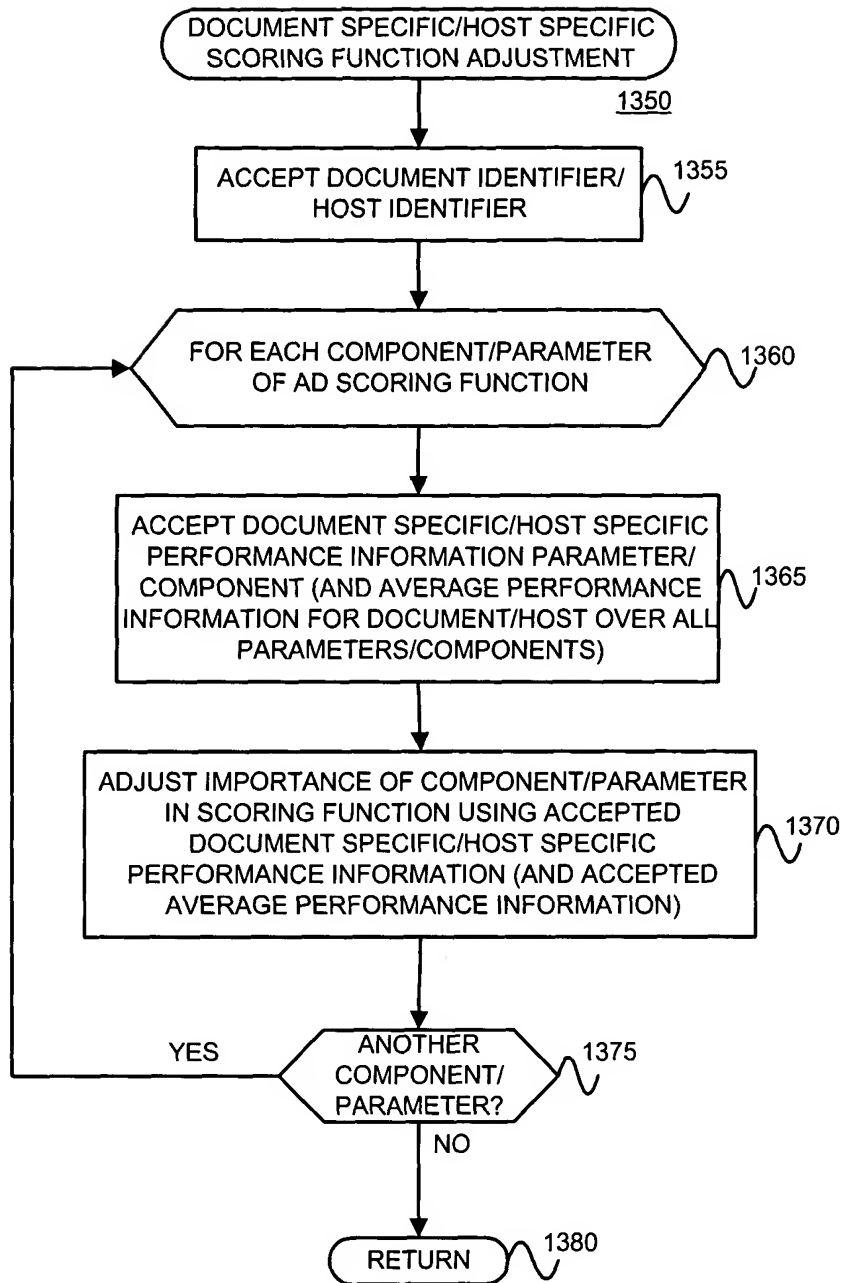 DOCUMENT SPECIFIC/HOST SPECIFIC
SCORING FUNCTION ADJUSTMENT
1350
ACCEPT DOCUMENT IDENTIFIER/
HOST IDENTIFIER
1355
FOR EACH COMPONENT/PARAMETER
OF AD SCORING FUNCTION
1360
ACCEPT DOCUMENT SPECIFIC/HOST SPECIFIC
PERFORMANCE INFORMATION PARAMETER/
COMPONENT (AND AVERAGE PERFORMANCE
INFORMATION FOR DOCUMENT/HOST OVER ALL
PARAMETERS/COMPONENTS)
1365
ADJUST IMPORTANCE OF COMPONENT/PARAMETER
IN SCORING FUNCTION USING ACCEPTED
DOCUMENT SPECIFIC/HOST SPECIFIC
PERFORMANCE INFORMATION (AND ACCEPTED
AVERAGE PERFORMANCE INFORMATION)
1370
YES
ANOTHER
COMPONENT/
PARAMETER?
1375
NO
RETURN
1380